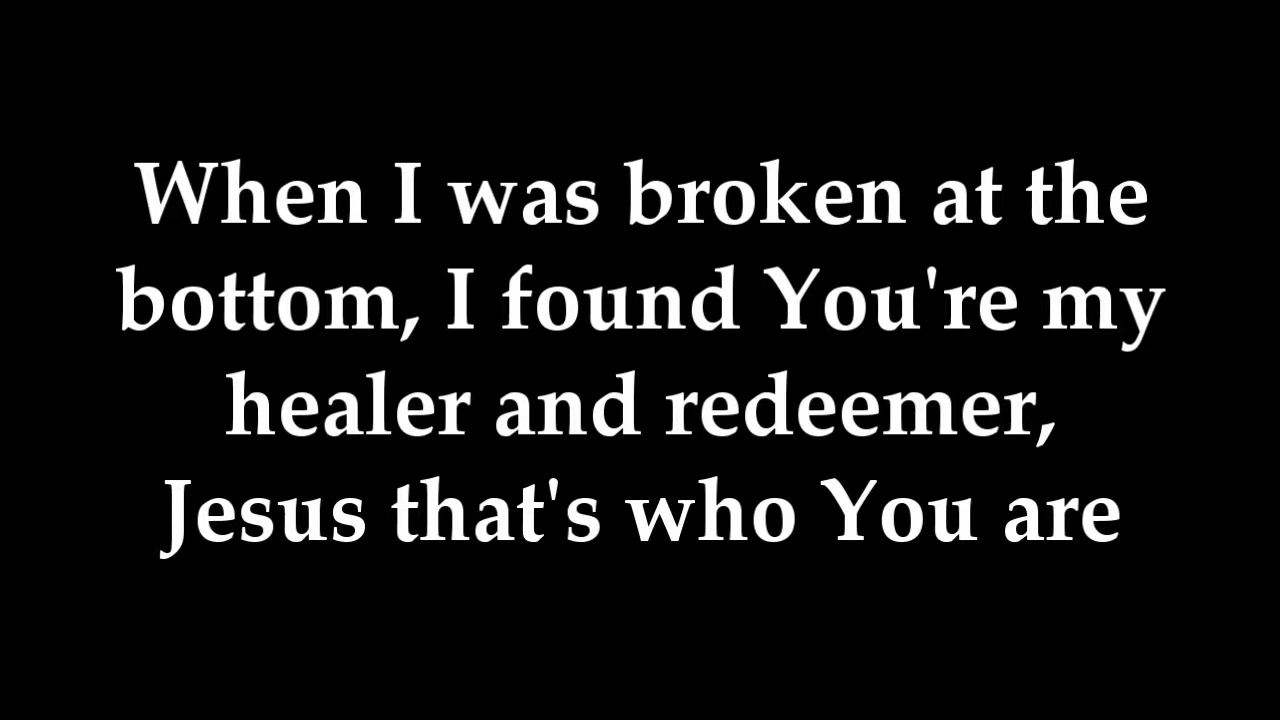 When I was broken at the
bottom, I found You're my
healer and redeemer,
Jesus that's who You are